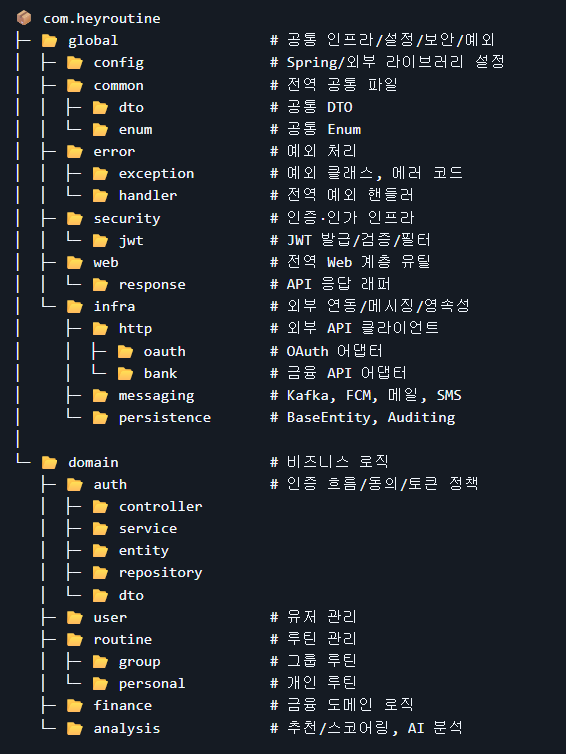 com.heyroutine
├─ global # 공통 인프라/설정/보안/예외
│ ├─ config # Spring/외부 라이브러리 설정
│ ├─ common # 전역 공통 파일
│ │ ├─ dto # 공통 DTO
│ │ └─ enum # 공통 Enum
│ ├─ error # 예외 처리
│ │ ├─ exception # 예외 클래스, 에러 코드
│ │ └─ handler # 전역 예외 핸들러
│ ├─ security # 인증·인가 인프라
│ │ └─ jwt # JWT 발급/검증/필터
│ ├─ web # 전역 Web 계층 유틸
│ │ └─ response # API 응답 래퍼
│ └─ infra # 외부 연동/메시징/영속성
│ ├─ http # 외부 API 클라이언트
│ │ ├─ oauth # OAuth 어댑터
│ │ └─ bank # 금융 API 어댑터
│ ├─ messaging # Kafka, FCM, 메일, SMS
│ └─ persistence # BaseEntity, Auditing
│
└─ domain # 비즈니스 로직
├─ auth # 인증 흐름/동의/토큰 정책
│ ├─ controller
│ ├─ service
│ ├─ entity
│ ├─ repository
│ └─ dto
├─ user # 유저 관리
├─ routine # 루틴 관리
│ ├─ group # 그룹 루틴
│ └─ personal # 개인 루틴
├─ finance # 금융 도메인 로직
└─ analysis # 추천/스코어링, AI 분석